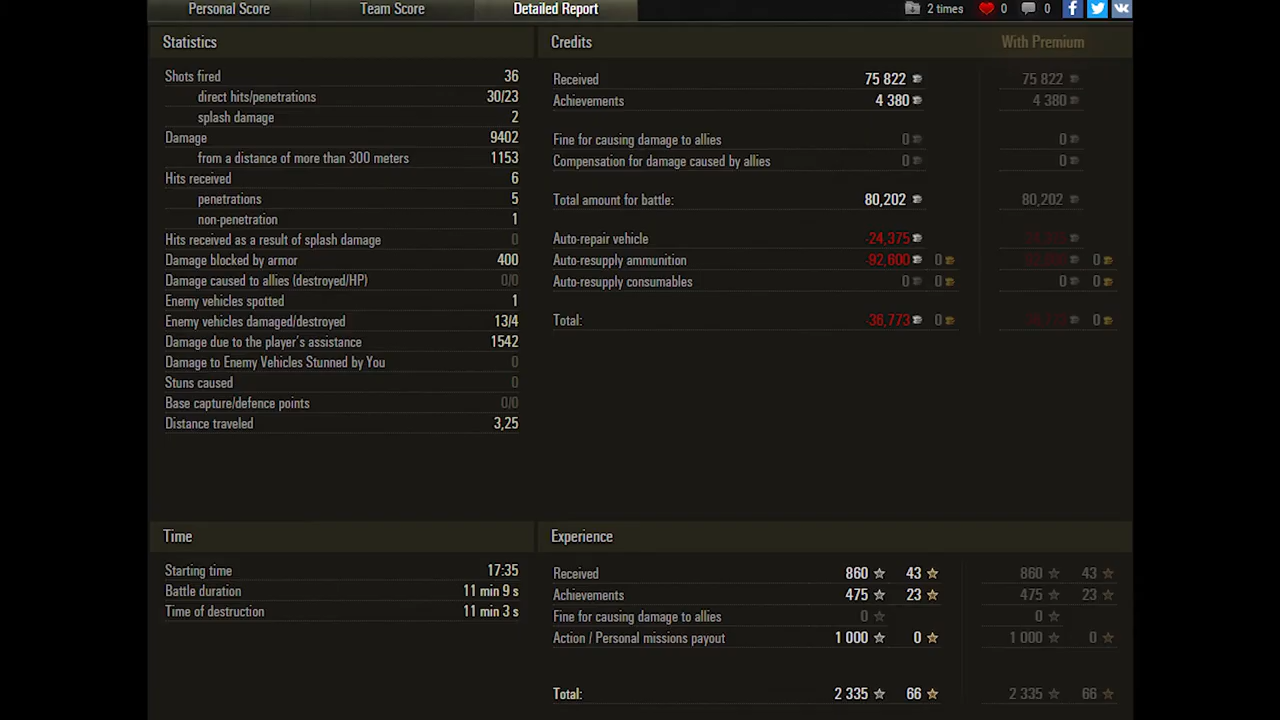 Personal Score Team Score Detailed Report 2 times 0 0
Statistics
Shots fired 36
direct hits/penetrations 30/23
splash damage 2
Damage 9402
from a distance of more than 300 meters 1153
Hits received 6
penetrations 5
non-penetration 1
Hits received as a result of splash damage 0
Damage blocked by armor 400
Damage caused to allies (destroyed/HP) 0/0
Enemy vehicles spotted 1
Enemy vehicles damaged/destroyed 13/4
Damage due to the player's assistance 1542
Damage to Enemy Vehicles Stunned by You 0
Stuns caused 0
Base capture/defence points 0/0
Distance traveled 3,25
Credits With Premium
Received 75 822 75 822
Achievements 4 380 4 380
Fine for causing damage to allies 0 0
Compensation for damage caused by allies 0 0
Total amount for battle: 80,202 80,202
Auto-repair vehicle -24,375
Auto-resupply ammunition -92,600 0 0
Auto-resupply consumables 0 0 0 0
Total: -36,773 0 0
Time
Starting time 17:35
Battle duration 11 min 9 s
Time of destruction 11 min 3 s
Experience
Received 860 43 860 43
Achievements 475 23 475 23
Fine for causing damage to allies 0 0
Action / Personal missions payout 1 000 0 1 000 0
Total: 2 335 66 2 335 66